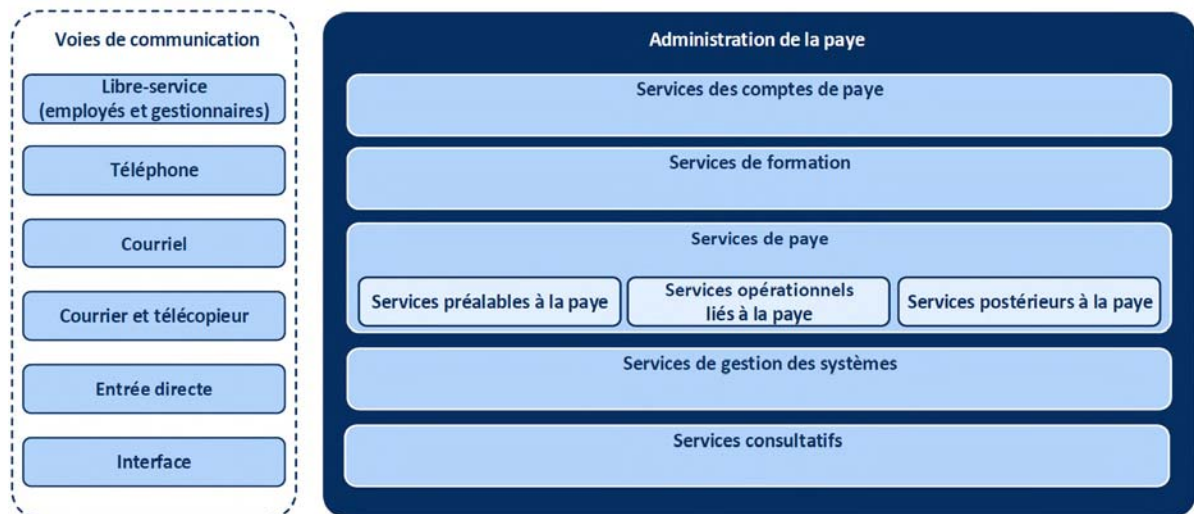 Voies de communication
Libre-service
(employés et gestionnaires)
Téléphone
Courriel
Courrier et télécopieur
Entrée directe
Interface
Administration de la paye
Services des comptes de paye
Services de formation
Services de paye
Services préalables à la paye
Services opérationnels
liés à la paye
Services postérieurs à la paye
Services de gestion des systèmes
Services consultatifs